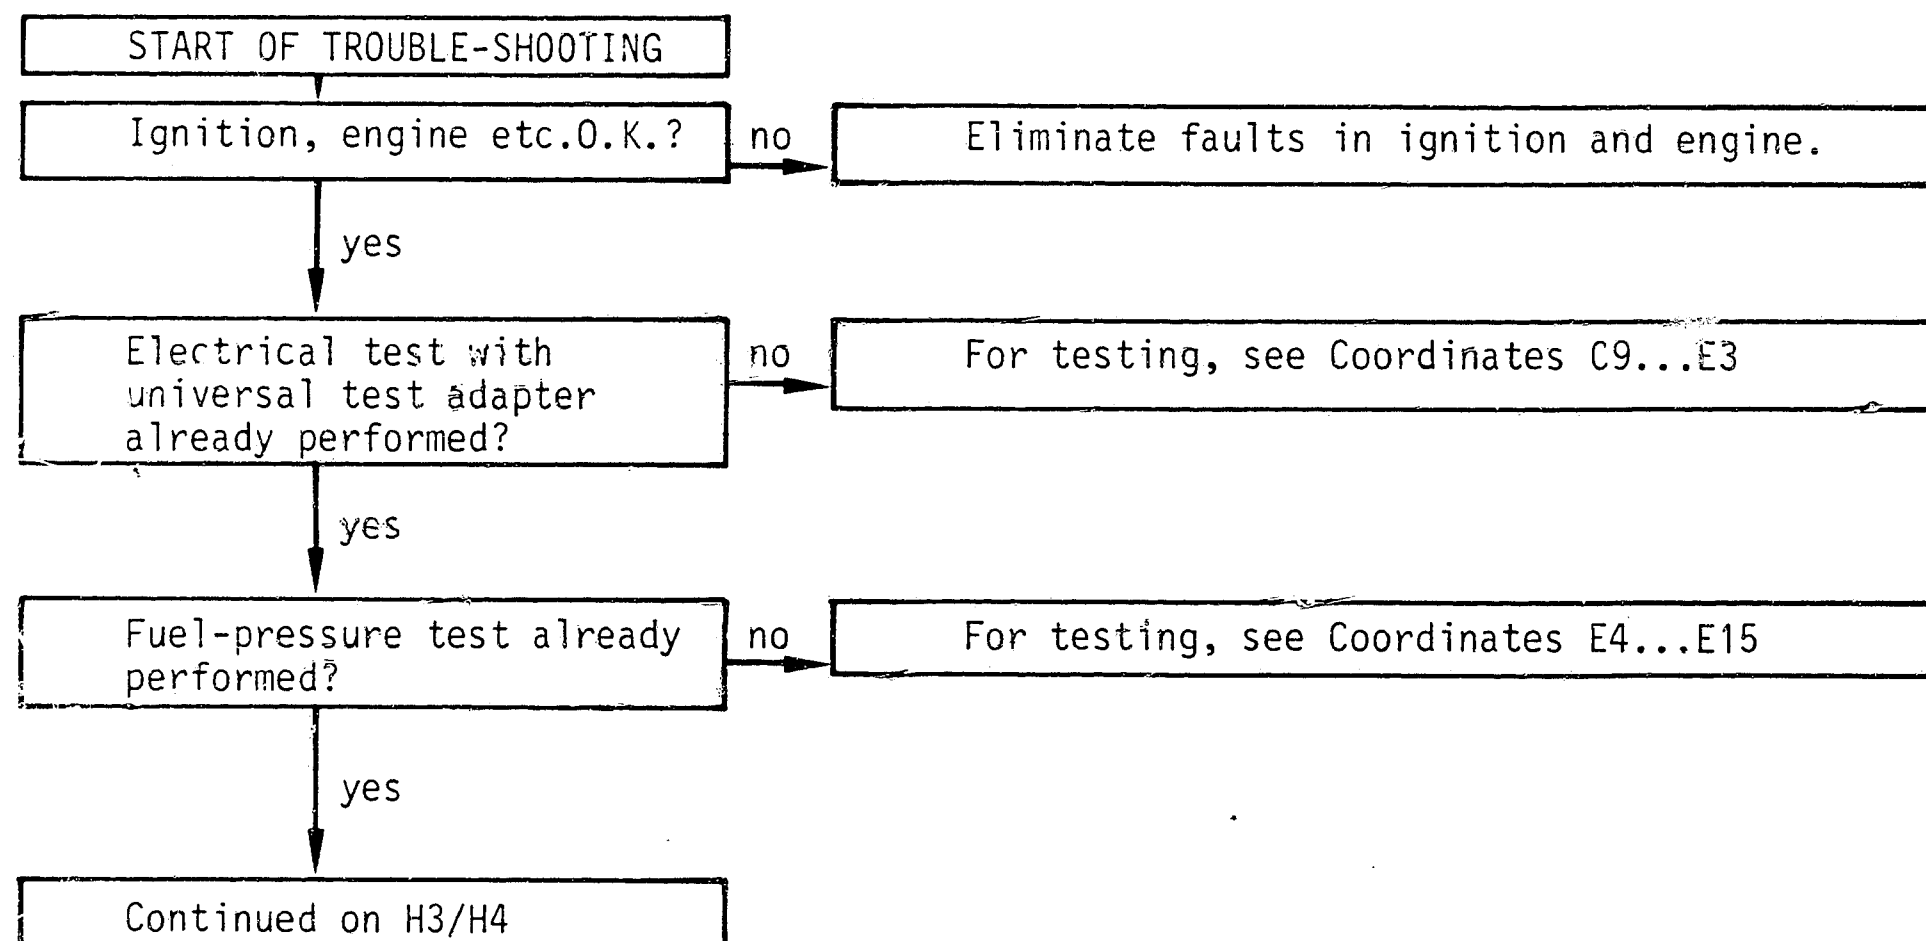 START OF TROUBLE-SHOOTING
Ignition, engine etc.O.K.?
no
Eliminate faults in ignition and engine.
yes
Electrical test with
universal test adapter
already performed?
no
For testing, see Coordinates C9...E3
yes
Fuel-pressure test already
performed?
no
For testing, see Coordinates E4...E15
yes
Continued on H3/H4